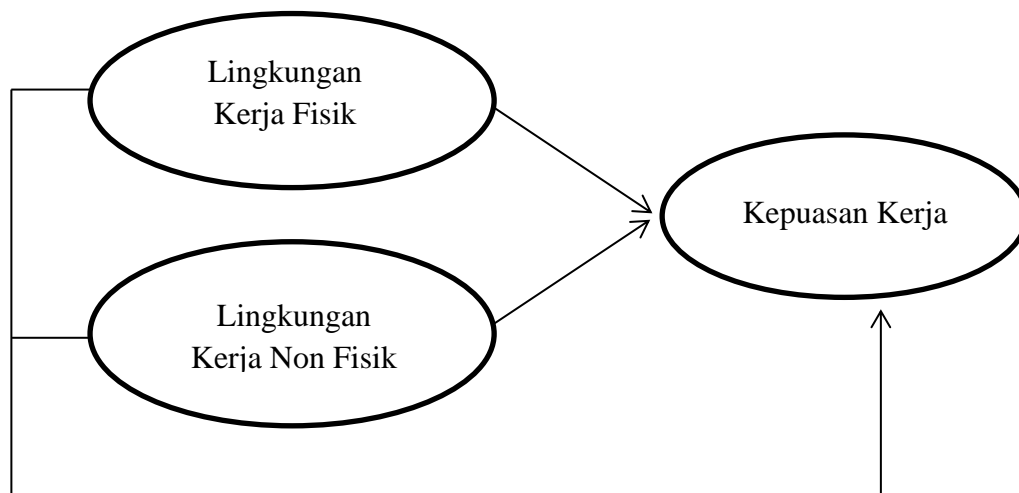 Lingkungan
Kerja Fisik
Kepuasan Kerja
Lingkungan
Kerja Non Fisik